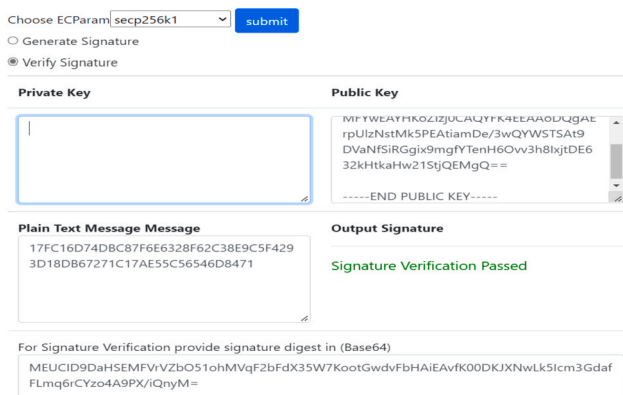 Choose ECParam secp256k1 submit
Generate Signature
Verify Signature
Private Key Public Key
rpUlzNstMk5PEAtiamDe/3wQYWSTSAt9
DVaNfSiRGgix9mgfYTenH6Ovv3h8IxjtDE6
32kHtkaHw21StjQEMgQ==
-----END PUBLIC KEY-----
Plain Text Message Message Output Signature
17FC16D74DBC87F6E6328F62C38E9C5F429
3D18DB67271C17AE55C56546D8471
Signature Verification Passed
For Signature Verification provide signature digest in (Base64)
MEUCID9DaHSEMFVrVZbO51ohMVqF2bFdX35W7KootGwdvFbHAiEAvfK00DKJXNwLk5Icm3Gdaf
FLmq6rCYzo4A9PX/iQnyM=